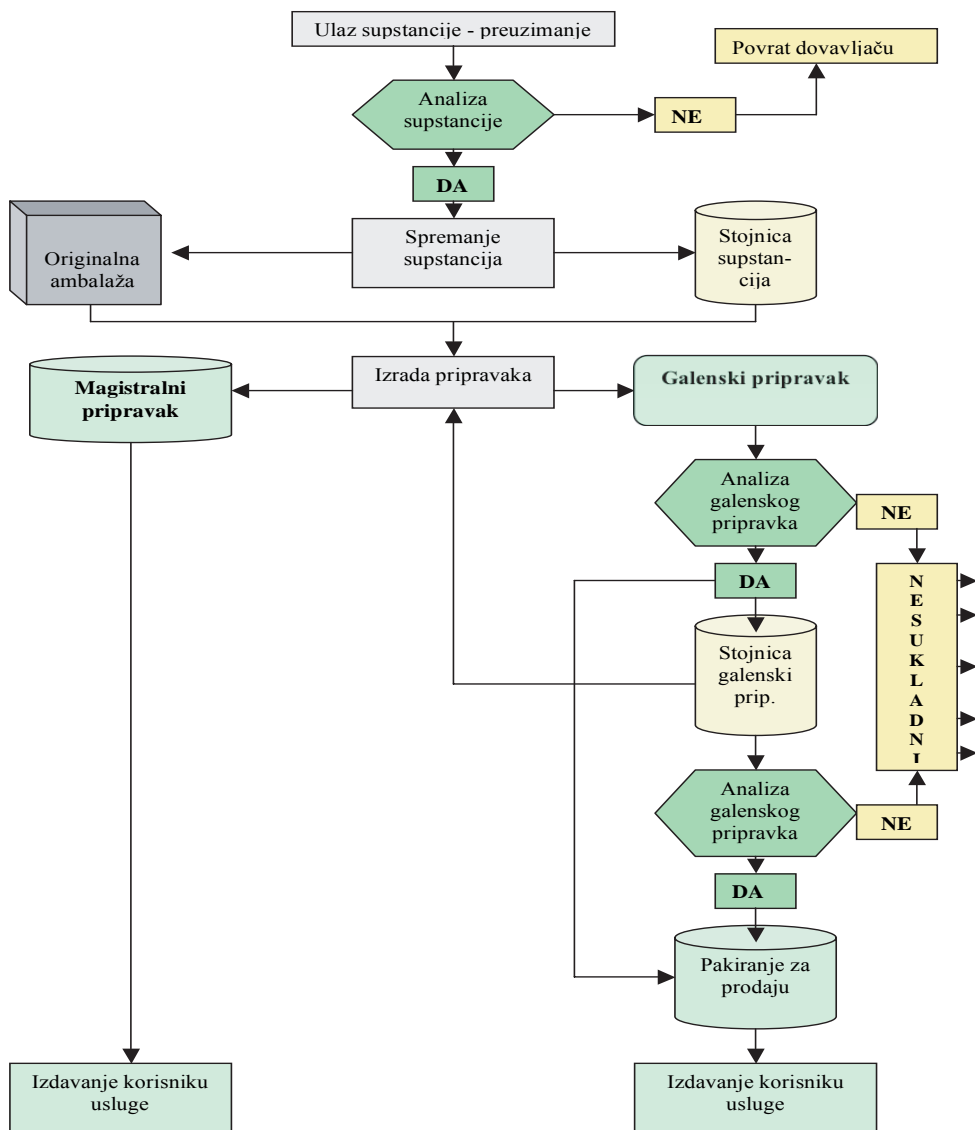 Ulaz supstancije - preuzimanje
Povrat dovavljaču
Analiza
supstancije
NE
DA
Originalna
ambalaža
Spremanje
supstancija
Stojnica
supstan-
cija
Magistralni
pripravak
Izrada pripravaka
Galenski pripravak
Analiza
galenskog
pripravka
NE
DA
N
E
S
U
K
L
A
D
N
I
Stojnica
galenski
prip.
Analiza
galenskog
pripravka
NE
DA
Pakiranje za
prodaju
Izdavanje korisniku
usluge
Izdavanje korisniku
usluge